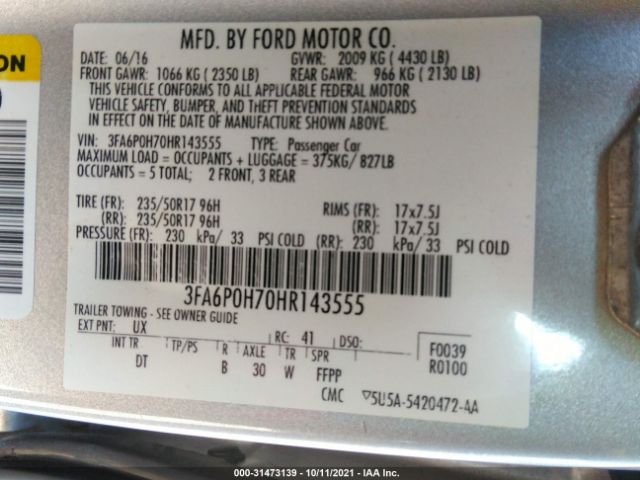 ON
MFD. BY FORD MOTOR CO.
DATE: 06/16 GVWR: 2009 KG ( 4430 LB)
FRONT GAWR: 1066 KG ( 2350 LB) REAR GAWR: 966 KG ( 2130 LB)
THIS VEHICLE CONFORMS TO ALL APPLICABLE FEDERAL MOTOR
VEHICLE SAFETY, BUMPER, AND THEFT PREVENTION STANDARDS
IN EFFECT ON THE DATE OF MANUFACTURE SHOWN ABOVE.
VIN: 3FA6P0H70HR143555 TYPE: Passenger Car
MAXIMUM LOAD = OCCUPANTS + LUGGAGE = 375KG/ 827LB
OCCUPANTS = 5 TOTAL; 2 FRONT, 3 REAR
TIRE (FR): 235/50R17 96H RIMS (FR): 17x7.5J
(RR): 235/50R17 96H (RR): 17x7.5J
PRESSURE (FR): 230 kPa/ 33 PSI COLD (RR): 230 kPa/ 33 PSI COLD
3FA6P0H70HR143555
TRAILER TOWING - SEE OWNER GUIDE
EXT PNT: UX RC: 41 DSO:
INT TR TP/PS R AXLE TR SPR F0039
DT B 30 W FFPP R0100
CMC 5U5A-5420472-AA
000-31473139 - 10/11/2021 - IAA Inc.